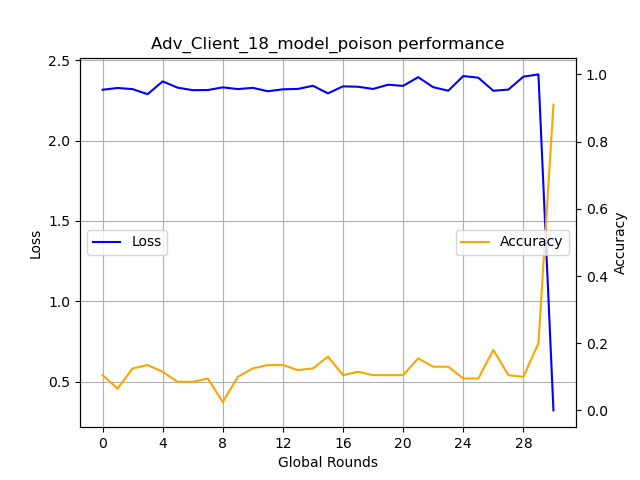 Adv_Client_18_model_poison performance
2.5
2.0
1.5
1.0
0.5
Loss
Loss
Accuracy
1.0
0.8
0.6
0.4
0.2
0.0
Accuracy
0 4 8 12 16 20 24 28
Global Rounds